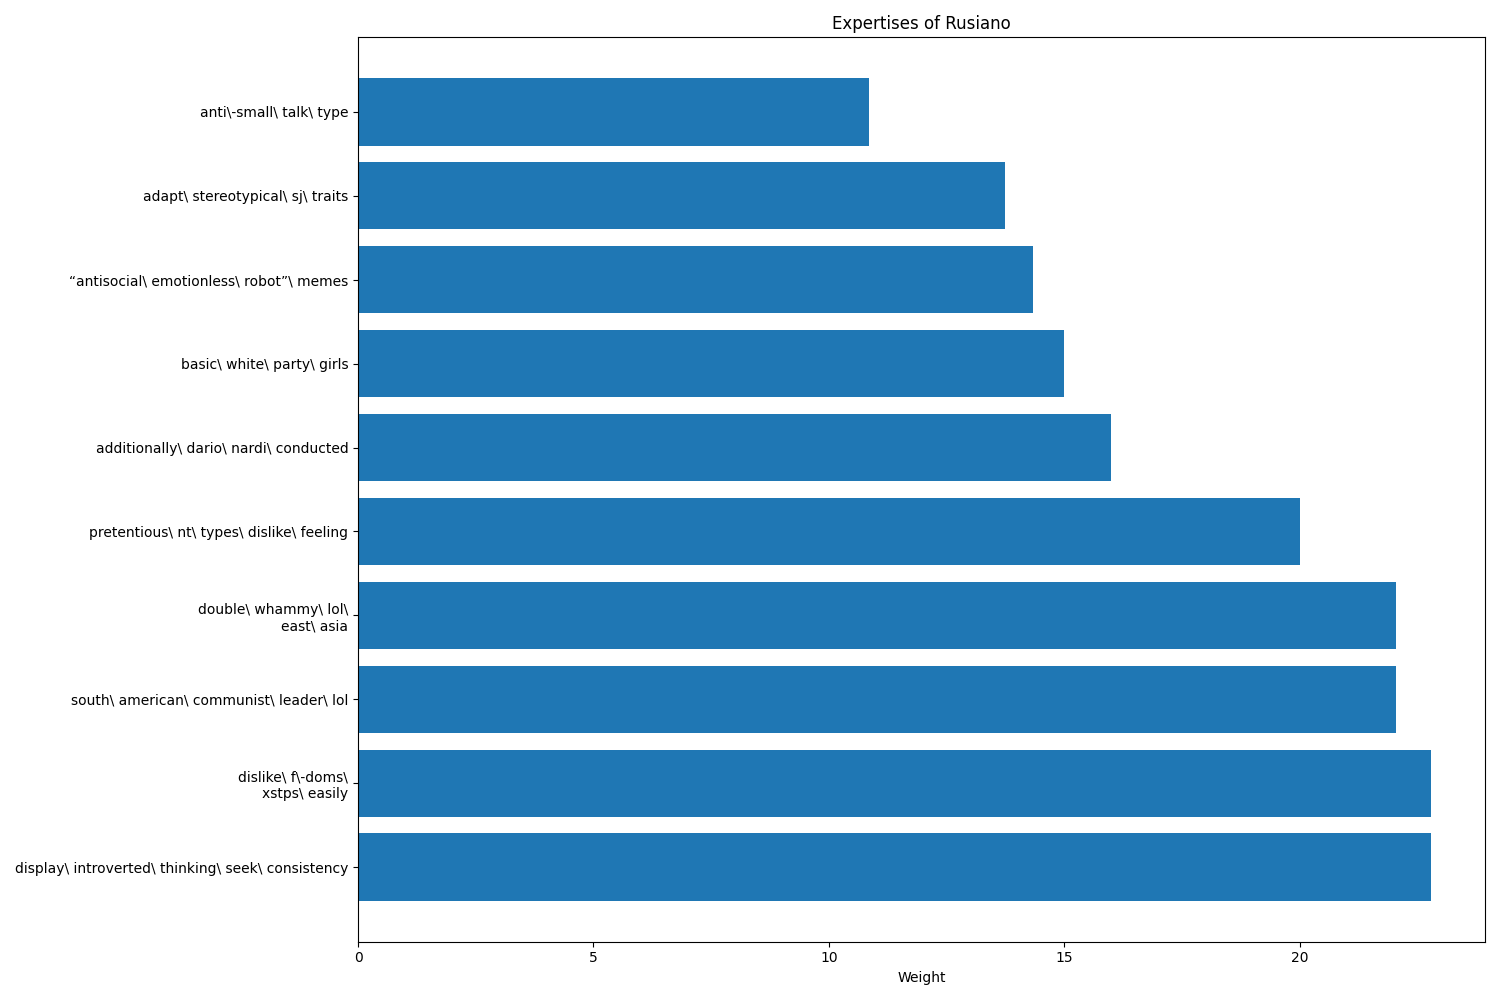 Expertises of Rusiano
anti\-small\ talk\ type
adapt\ stereotypical\ sj\ traits
“antisocial\ emotionless\ robot”\ memes
basic\ white\ party\ girls
additionally\ dario\ nardi\ conducted
pretentious\ nt\ types\ dislike\ feeling
double\ whammy\ lol\
east\ asia
south\ american\ communist\ leader\ lol
dislike\ f\-doms\
xstps\ easily
display\ introverted\ thinking\ seek\ consistency
0 5 10 15 20
Weight